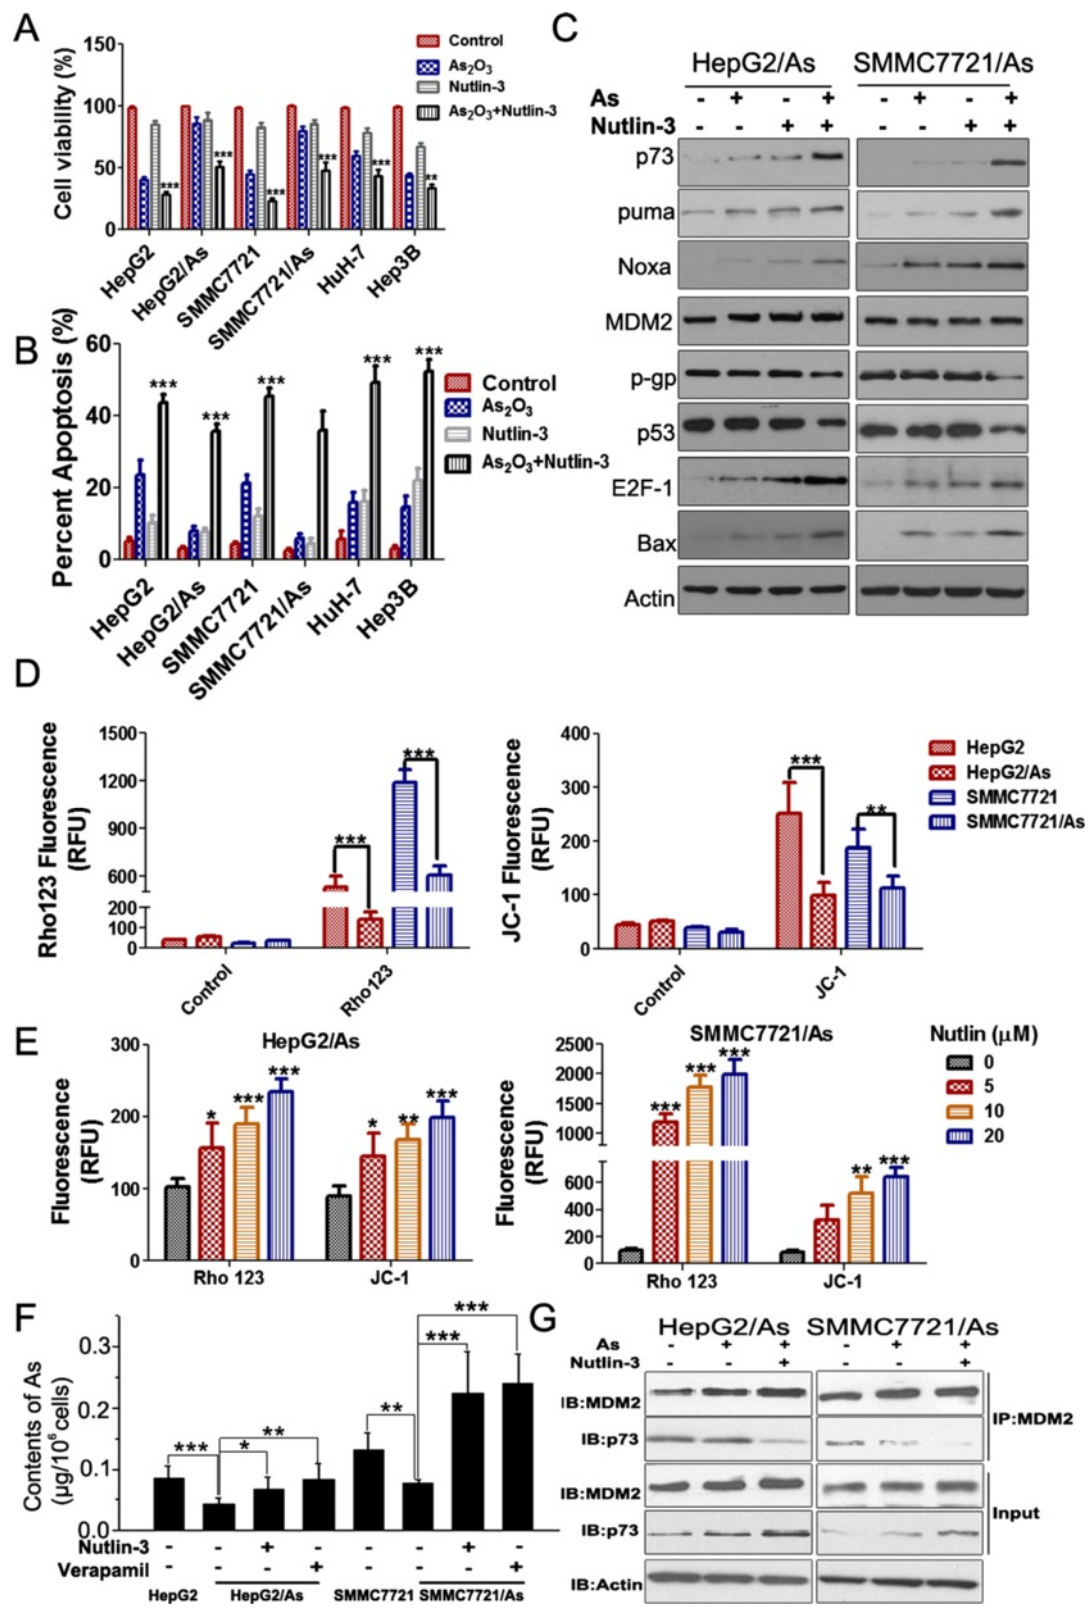 A
Cell viability (%)
150
100
50
0
Control
As2O3
Nutlin-3
As2O3+Nutlin-3
*** *** *** *** *** **
HepG2
HepG2/As
SMMC7721
SMMC7721/As
HuH-7
Hep3B
B
Percent Apoptosis (%)
60
40
20
0
*** *** *** *** ***
Control
As2O3
Nutlin-3
As2O3+Nutlin-3
HepG2
HepG2/As
SMMC7721
SMMC7721/As
HuH-7
Hep3B
C
HepG2/As SMMC7721/As
As - + - + - + - +
Nutlin-3 - - + + - - + +
p73
puma
Noxa
MDM2
p-gp
p53
E2F-1
Bax
Actin
D
Rho123 Fluorescence
(RFU)
1500
1200
900
600
200
100
0
*** ***
Control
Rho123
JC-1 Fluorescence
(RFU)
400
300
200
100
0
*** **
Control
JC-1
HepG2
HepG2/As
SMMC7721
SMMC7721/As
E
HepG2/As
Fluorescence
(RFU)
300
200
100
0
* *** *** * ** ***
Rho 123 JC-1
SMMC7721/As
Fluorescence
(RFU)
2500
2000
1500
1000
600
400
200
0
*** *** *** ** ***
Rho 123 JC-1
Nutlin (μM)
0
5
10
20
F
Contents of As
(μg/10⁶ cells)
0.3
0.2
0.1
0.0
*** * ** ** *** ***
Nutlin-3 - - + - - - + -
Verapamil - - - + - - - +
HepG2 HepG2/As SMMC7721 SMMC7721/As
G
HepG2/As SMMC7721/As
As - + + - + +
Nutlin-3 - - + - - +
IB:MDM2
IB:p73
IP:MDM2
IB:MDM2
IB:p73
Input
IB:Actin